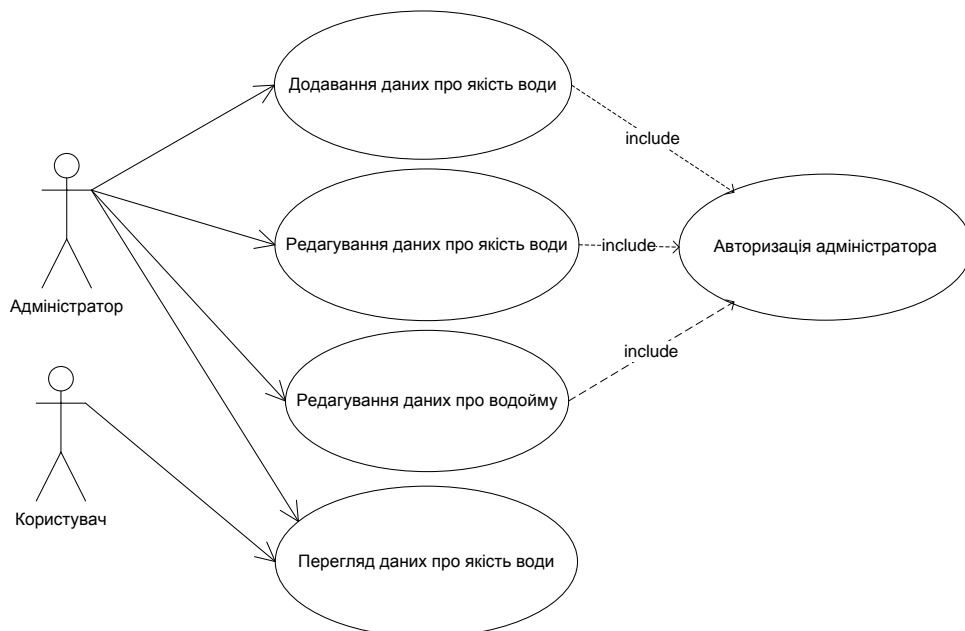 Додавання даних про якість води
include
Адміністратор
Редагування даних про якість води
include
Авторизація адміністратора
include
Редагування даних про водойму
Користувач
Перегляд даних про якість води